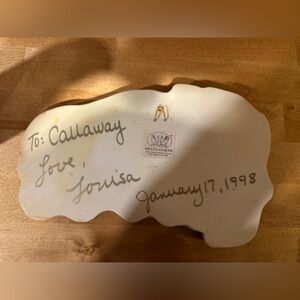 To: Callaway
Love,
Louisa
January 17, 1998